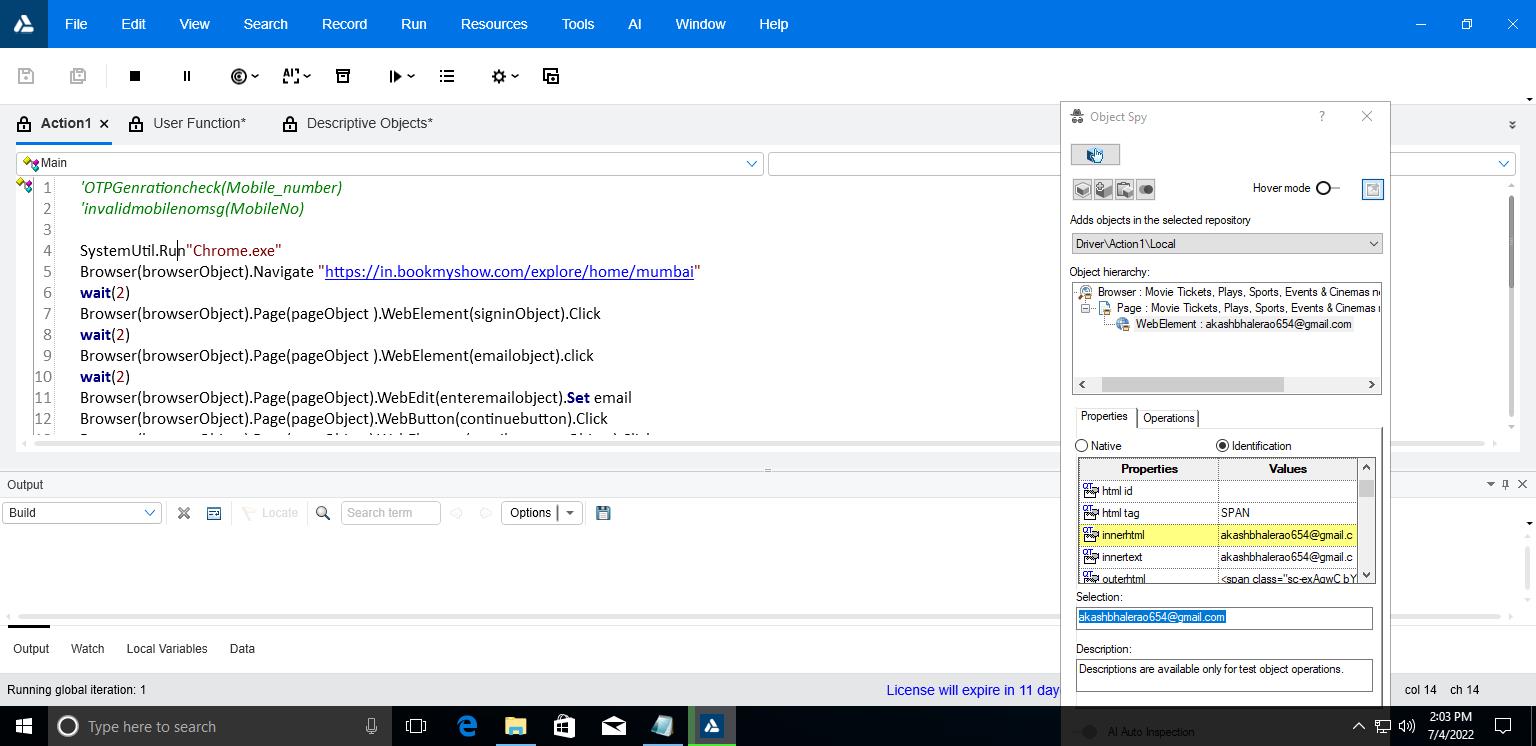 File Edit View Search Record Run Resources Tools AI Window Help
Action1 User Function* Descriptive Objects*
Main
1 'OTPGenrationcheck(Mobile_number)
2 'invalidmobilenomsg(MobileNo)
3
4 SystemUtil.Run"Chrome.exe"
5 Browser(browserObject).Navigate "https://in.bookmyshow.com/explore/home/mumbai"
6 wait(2)
7 Browser(browserObject).Page(pageObject ).WebElement(signinObject).Click
8 wait(2)
9 Browser(browserObject).Page(pageObject ).WebElement(emailobject).click
10 wait(2)
11 Browser(browserObject).Page(pageObject).WebEdit(enteremailobject).Set email
12 Browser(browserObject).Page(pageObject).WebButton(continuebutton).Click
Output
Build Locate Search term Options
Output Watch Local Variables Data
Running global iteration: 1
License will expire in 11 day
col 14 ch 14
Object Spy ?
Hover mode
Adds objects in the selected repository
Driver\Action1\Local
Object hierarchy:
Browser : Movie Tickets, Plays, Sports, Events & Cinemas
Page : Movie Tickets, Plays, Sports, Events & Cinemas
WebElement : akashbhalerao654@gmail.com
Properties Operations
Native Identification
Properties Values
html id
html tag SPAN
innerhtml akashbhalerao654@gmail.c
innertext akashbhalerao654@gmail.c
outerhtml <span class="sc-exAgwC bY
Selection:
akashbhalerao654@gmail.com
Description:
Descriptions are available only for test object operations.
AI Auto Inspection
Type here to search
2:03 PM
7/4/2022